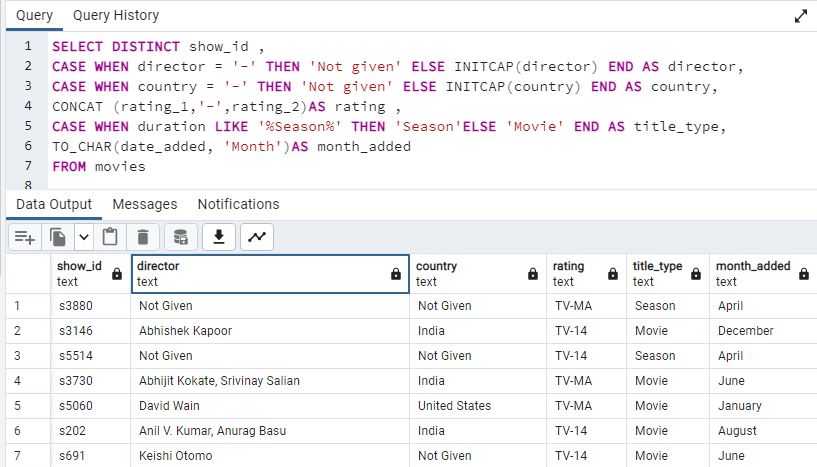 Query Query History
1 SELECT DISTINCT show_id ,
2 CASE WHEN director = '-' THEN 'Not given' ELSE INITCAP(director) END AS director,
3 CASE WHEN country = '-' THEN 'Not given' ELSE INITCAP(country) END AS country,
4 CONCAT (rating_1,'-',rating_2)AS rating ,
5 CASE WHEN duration LIKE '%Season%' THEN 'Season'ELSE 'Movie' END AS title_type,
6 TO_CHAR(date_added, 'Month')AS month_added
7 FROM movies
8
Data Output Messages Notifications
show_id director country rating title_type month_added
text text text text text text
1 s3880 Not Given Not Given TV-MA Season April
2 s3146 Abhishek Kapoor India TV-14 Movie December
3 s5514 Not Given Not Given TV-14 Season April
4 s3730 Abhijit Kokate, Srivinay Salian India TV-MA Movie June
5 s5060 David Wain United States TV-MA Movie January
6 s202 Anil V. Kumar, Anurag Basu India TV-14 Movie August
7 s691 Keishi Otomo Not Given TV-14 Movie June